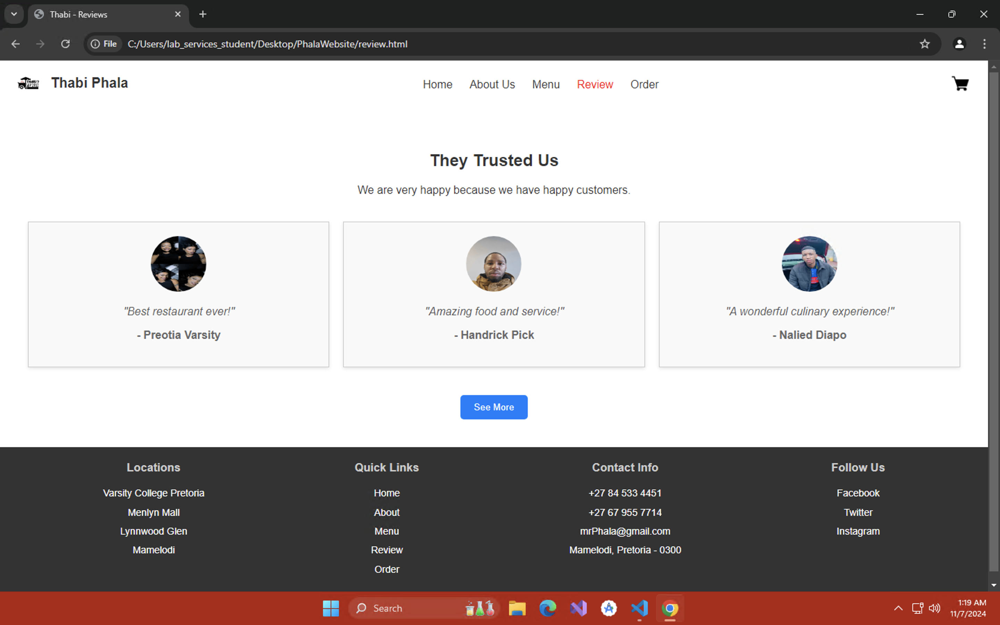 Thabi - Reviews
File
C:/Users/lab_services_student/Desktop/PhalaWebsite/review.html
Thabi Phala
Home
About Us
Menu
Review
Order
They Trusted Us
We are very happy because we have happy customers.
"Best restaurant ever!"
- Preotia Varsity
"Amazing food and service!"
- Handrick Pick
"A wonderful culinary experience!"
- Nalied Diapo
See More
Locations
Varsity College Pretoria
Menlyn Mall
Lynnwood Glen
Mamelodi
Quick Links
Home
About
Menu
Review
Order
Contact Info
+27 84 533 4451
+27 67 955 7714
mrPhala@gmail.com
Mamelodi, Pretoria - 0300
Follow Us
Facebook
Twitter
Instagram
Search
1:19 AM
11/7/2024